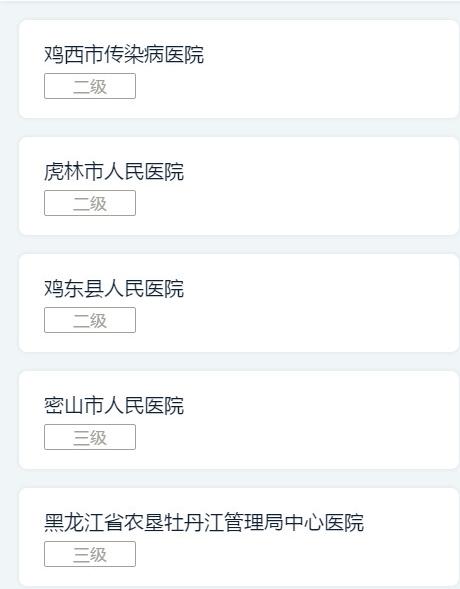 鸡西市传染病医院
二级
虎林市人民医院
二级
鸡东县人民医院
二级
密山市人民医院
三级
黑龙江省农垦牡丹江管理局中心医院
三级